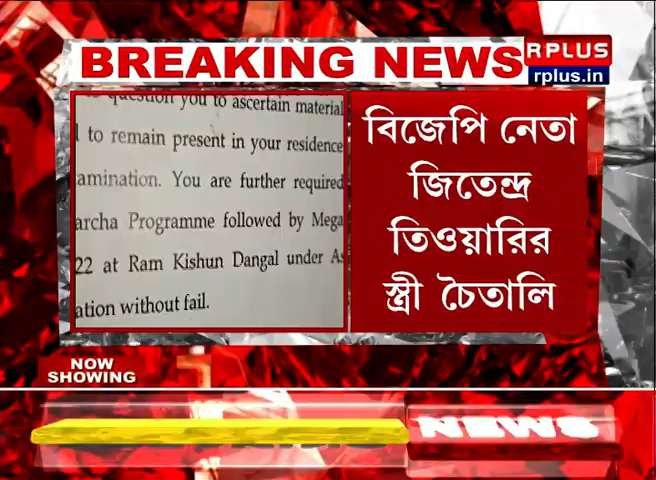 BREAKING NEWS
RPLUS
rplus.in
question you to ascertain material
to remain present in your residence
amination. You are further required
archa Programme followed by Mega
22 at Ram Kishun Dangal under As
ation without fail.
বিজেপি নেতা
জিতেন্দ্র
তিওয়ারির
স্ত্রী চৈতালি
NOW
SHOWING
NEWS